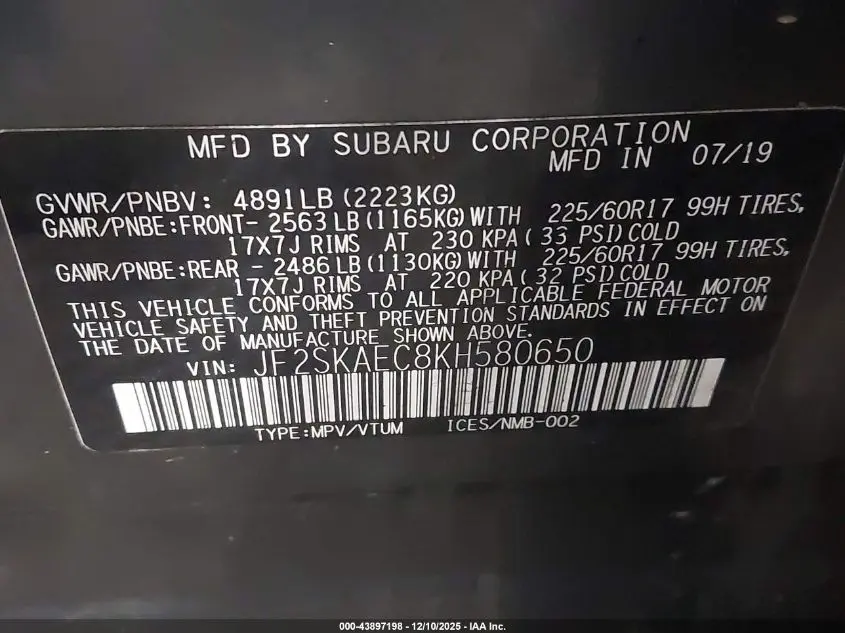 MFD BY SUBARU CORPORATION
MFD IN 07/19
GVWR/PNBV: 4891LB (2223KG)
GAWR/PNBE:FRONT- 2563 LB (1165KG) WITH 225/60R17 99H TIRES,
17X7J RIMS AT 230 KPA ( 33 PSI) COLD
GAWR/PNBE:REAR - 2486 LB (1130KG) WITH 225/60R17 99H TIRES,
17X7J RIMS AT 220 KPA ( 32 PSI) COLD
THIS VEHICLE CONFORMS TO ALL APPLICABLE FEDERAL MOTOR
VEHICLE SAFETY AND THEFT PREVENTION STANDARDS IN EFFECT ON
THE DATE OF MANUFACTURE SHOWN ABOVE.
VIN: JF2SKAEC8KH580650
TYPE:MPV/VTUM ICES/NMB-002
000-43897198 - 12/10/2025 - IAA Inc.